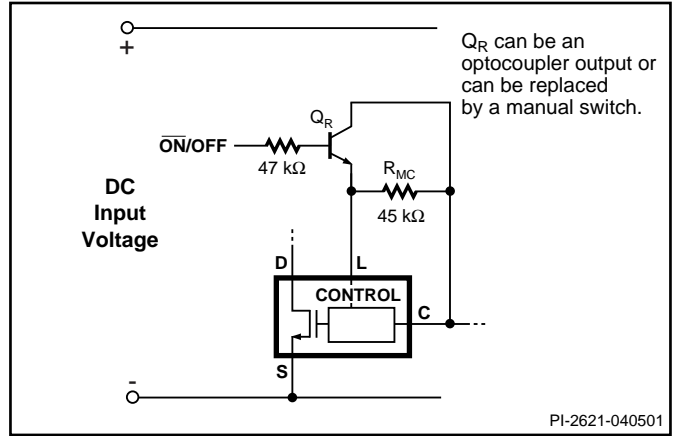 +
Q_R can be an
optocoupler output or
can be replaced
by a manual switch.
Q_R
ON/OFF
47 kΩ
R_MC
45 kΩ
DC
Input
Voltage
D
L
CONTROL
C
S
-
PI-2621-040501